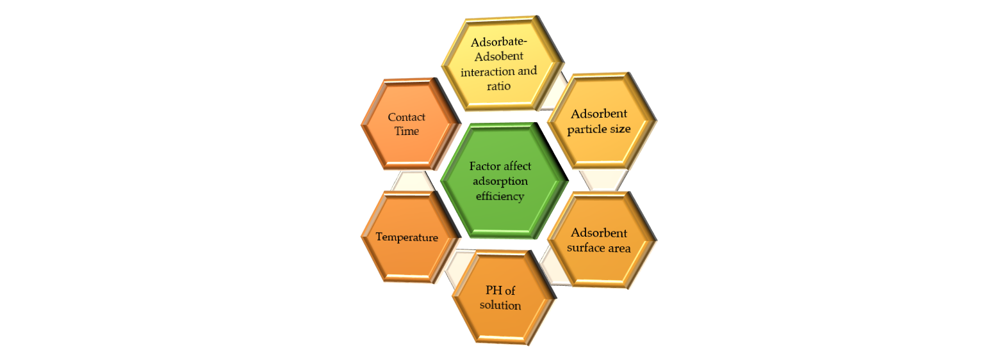 Adsorbate-
Adsobent
interaction and
ratio
Adsorbent
particle size
Contact
Time
Factor affect
adsorption
efficiency
Adsorbent
surface area
Temperature
PH of
solution